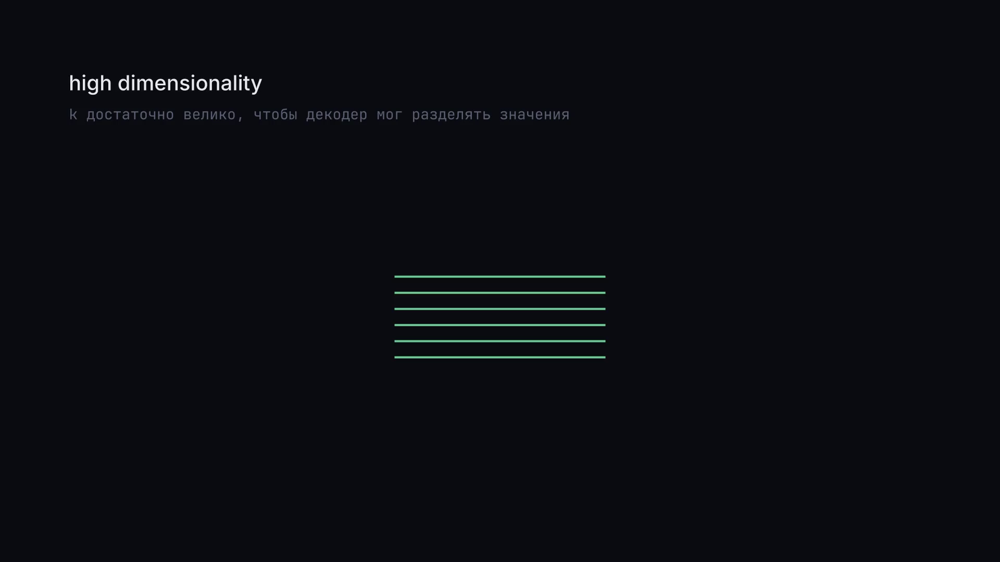 high dimensionality
k достаточно велико, чтобы декодер мог разделять значения